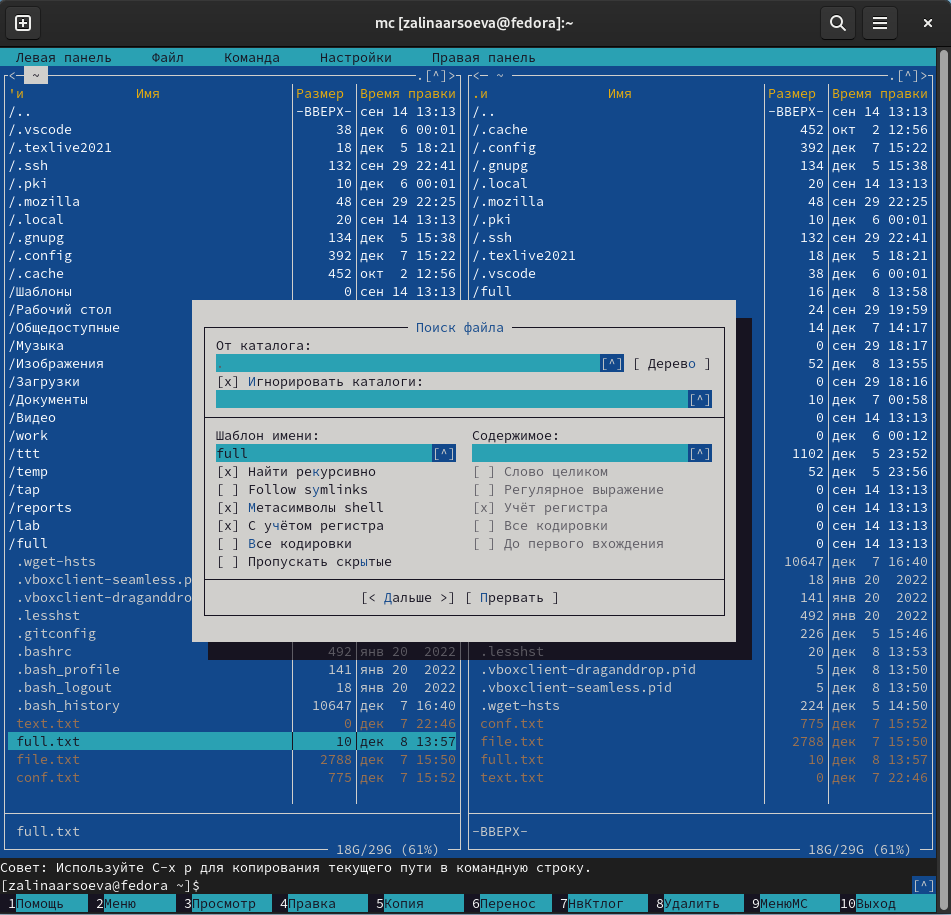 mc [zalinaarsoeva@fedora]:~
Левая панель Файл Команда Настройки Правая панель
<─ ~ .[^]> <─ ~ .[^]>
'и Имя Размер Время правки .и Имя Размер Время правки
/.. -ВВЕРХ- сен 14 13:13 /.. -ВВЕРХ- сен 14 13:13
/.vscode 38 дек 6 00:01 /.cache 452 окт 2 12:56
/.texlive2021 18 дек 5 18:21 /.config 392 дек 7 15:22
/.ssh 132 сен 29 22:41 /.gnupg 134 дек 5 15:38
/.pki 10 дек 6 00:01 /.local 20 сен 14 13:13
/.mozilla 48 сен 29 22:25 /.mozilla 48 сен 29 22:25
/.local 20 сен 14 13:13 /.pki 10 дек 6 00:01
/.gnupg 134 дек 5 15:38 /.ssh 132 сен 29 22:41
/.config 392 дек 7 15:22 /.texlive2021 18 дек 5 18:21
/.cache 452 окт 2 12:56 /.vscode 38 дек 6 00:01
/Шаблоны 0 сен 14 13:13 /full 16 дек 8 13:58
/Рабочий стол 24 сен 29 19:59
/Общедоступные Поиск файла 14 дек 7 14:17
/Музыка От каталога: 0 сен 29 18:17
/Изображения . [^] [ Дерево ] 52 дек 8 13:55
/Загрузки [x] Игнорировать каталоги: 0 сен 29 18:16
/Документы [^] 10 дек 7 00:58
/Видео 0 сен 14 13:13
/work Шаблон имени: Содержимое: 0 дек 6 00:12
/ttt full [^] [^] 1102 дек 5 23:52
/temp [x] Найти рекурсивно [ ] Слово целиком 52 дек 5 23:56
/tap [ ] Follow symlinks [ ] Регулярное выражение 0 сен 14 13:13
/reports [x] Метасимволы shell [x] Учёт регистра 0 сен 14 13:13
/lab [x] С учётом регистра [ ] Все кодировки 0 сен 14 13:13
/full [ ] Все кодировки [ ] До первого вхождения 0 сен 14 13:13
.wget-hsts [ ] Пропускать скрытые 10647 дек 7 16:40
.vboxclient-seamless.p 18 янв 20 2022
.vboxclient-draganddro [< Дальше >] [ Прервать ] 141 янв 20 2022
.lesshst 492 янв 20 2022
.gitconfig 226 дек 5 15:46
.bashrc 492 янв 20 2022 .lesshst 20 дек 8 13:53
.bash_profile 141 янв 20 2022 .vboxclient-draganddrop.pid 5 дек 8 13:50
.bash_logout 18 янв 20 2022 .vboxclient-seamless.pid 5 дек 8 13:50
.bash_history 10647 дек 7 16:40 .wget-hsts 224 дек 5 14:50
text.txt 0 дек 7 22:46 conf.txt 775 дек 7 15:52
full.txt 10 дек 8 13:57 file.txt 2788 дек 7 15:50
file.txt 2788 дек 7 15:50 full.txt 10 дек 8 13:57
conf.txt 775 дек 7 15:52 text.txt 0 дек 7 22:46
full.txt -ВВЕРХ-
18G/29G (61%) 18G/29G (61%)
Совет: Используйте C-x p для копирования текущего пути в командную строку.
[zalinaarsoeva@fedora ~]$ [^]
1Помощь 2Меню 3Просмотр 4Правка 5Копия 6Перенос 7НвКтлог 8Удалить 9МенюMC 10Выход